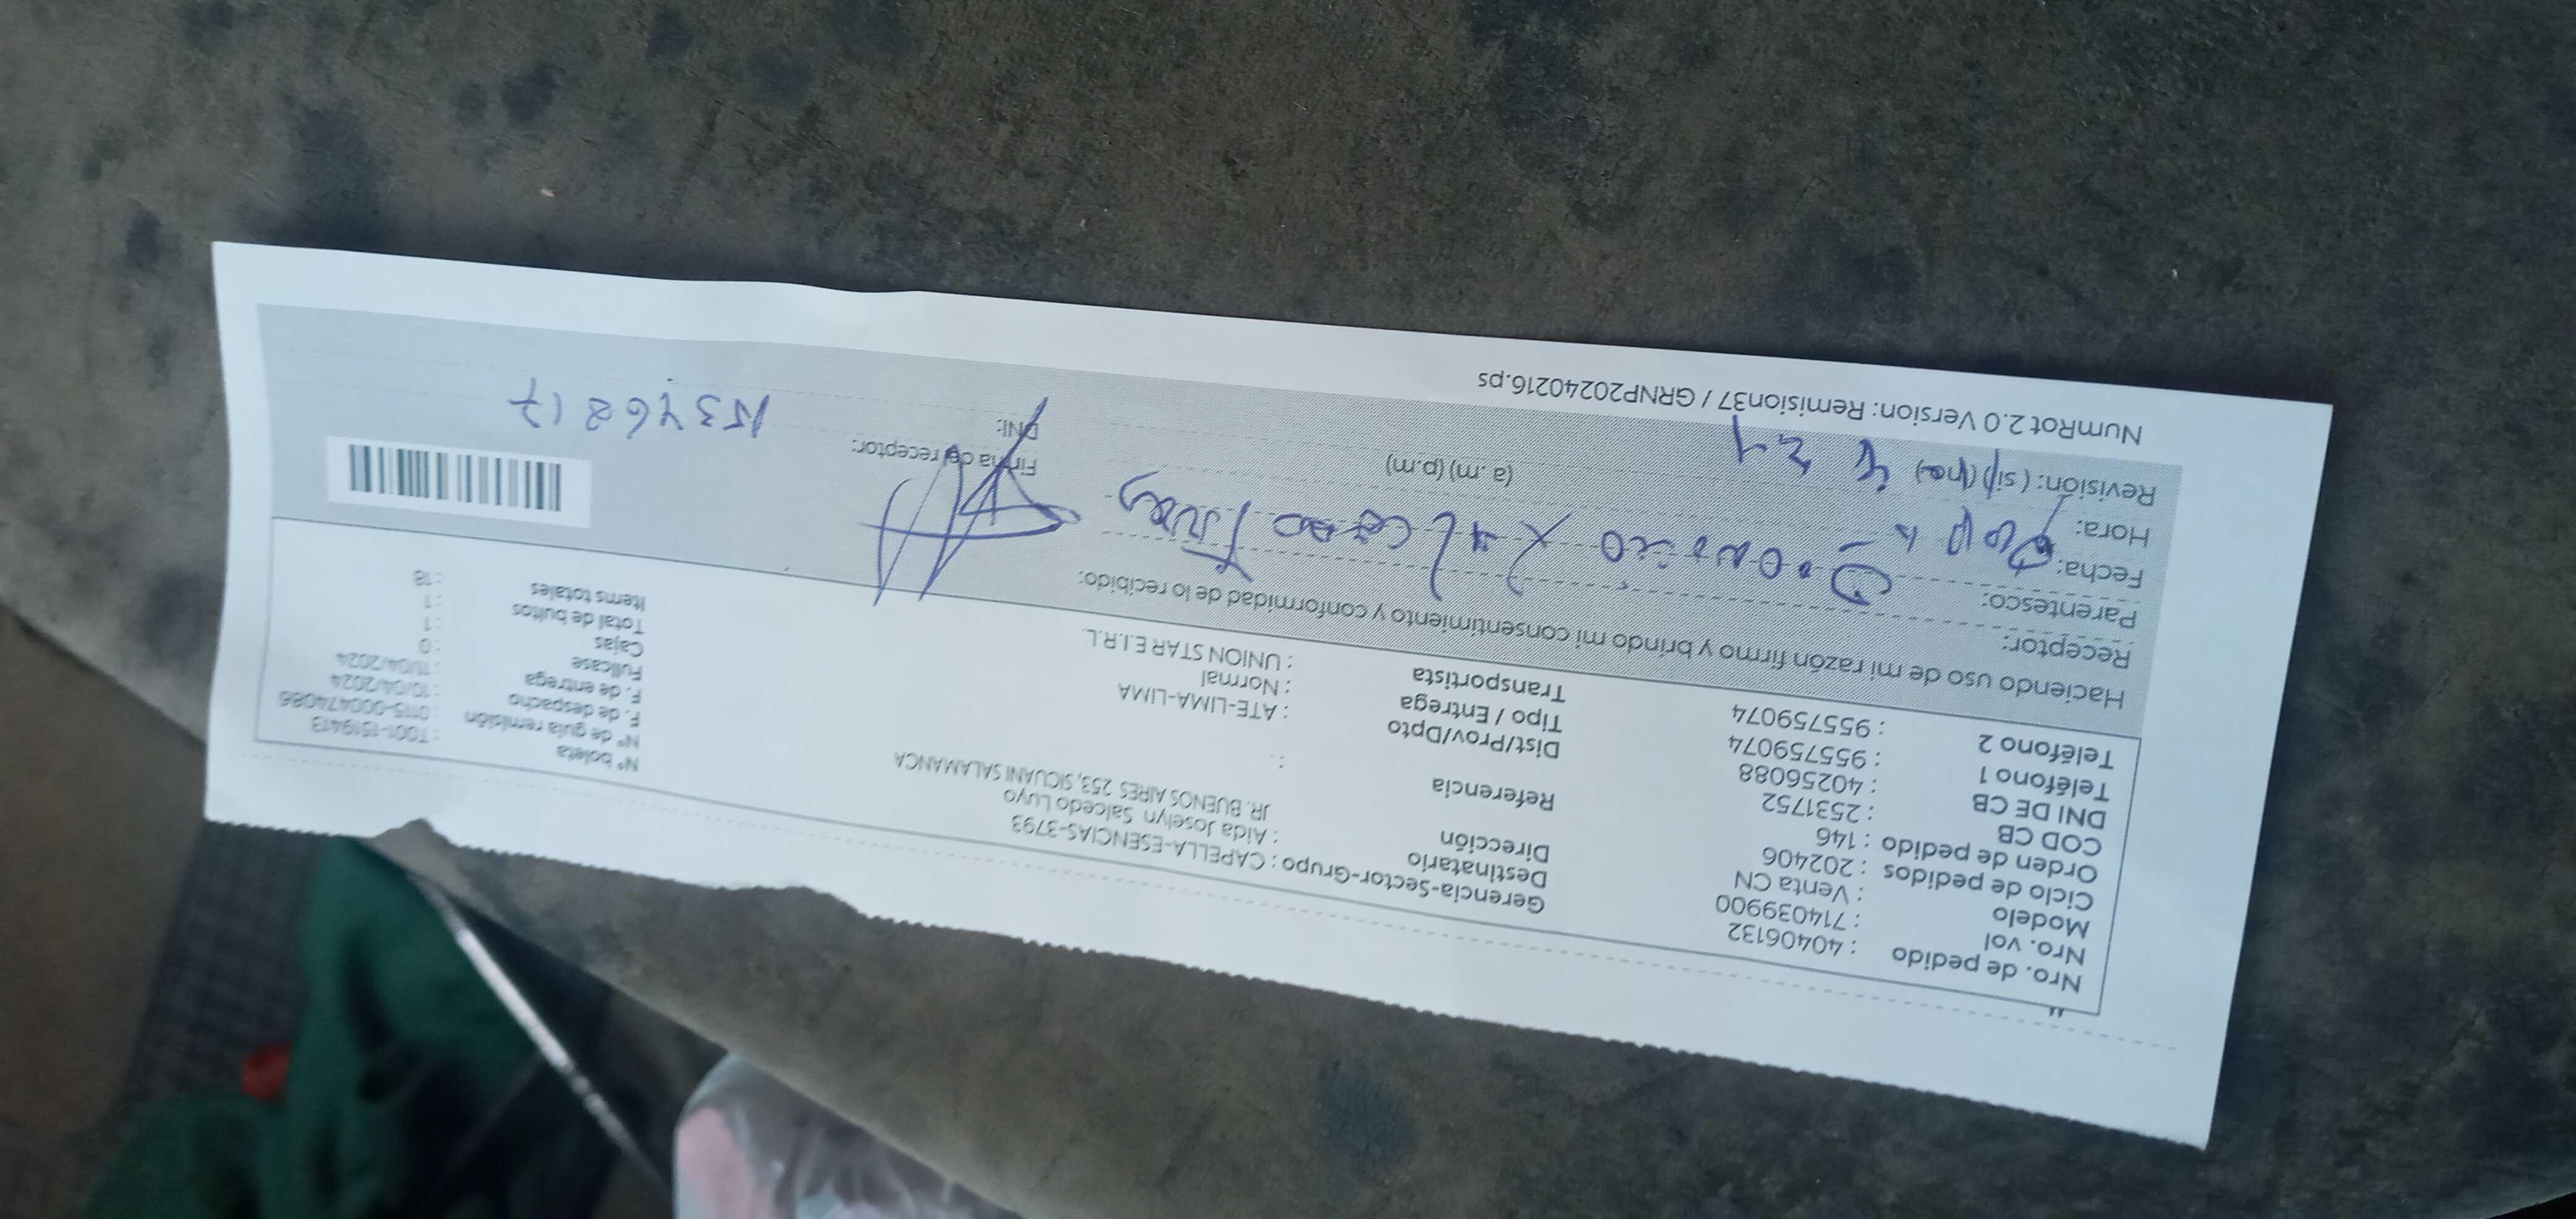 Nro. de pedido : 40406132
Nro. vol : 714039900
Modelo : Venta CN
Ciclo de pedidos : 202406
Orden de pedido : 146
COD CB : 2531752
DNI DE CB : 40256088
Teléfono 1 : 955759074
Teléfono 2 : 955759074
Gerencia-Sector-Grupo : CAPELLA-ESENCIAS-3793
Destinatario : Aida Joselyn Salcedo Luyo
Dirección JR. BUENOS AIRES 253, SICUANI SALAMANCA
Referencia : .
Dist/Prov/Dpto : ATE-LIMA-LIMA
Tipo / Entrega : Normal
Transportista : UNION STAR E.I.R.L.
N° boleta : T001-1519413
N° de guía remisión : 0115-000474086
F. de despacho : 10/04/2024
F. de entrega : 11/04/2024
Fullcase : 0
Cajas : 1
Total de bultos : 1
Items totales : 18
Haciendo uso de mi razón firmo y brindo mi consentimiento y conformidad de lo recibido:
Receptor:
Parentesco:
Fecha:
Hora: (a.m) (p.m)
Revisión: (si) (no)
Firma del receptor:
DNI:
NumRot 2.0 Version: Remision37 / GRNP20240216.ps